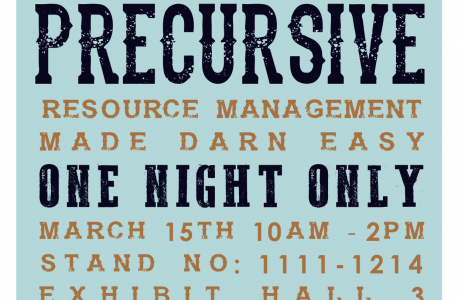 PRECURSIVE
RESOURCE MANAGEMENT
MADE DARN EASY
ONE NIGHT ONLY
MARCH 15TH 10AM - 2PM
STAND NO: 1111-1214
EXHIBIT HALL 3